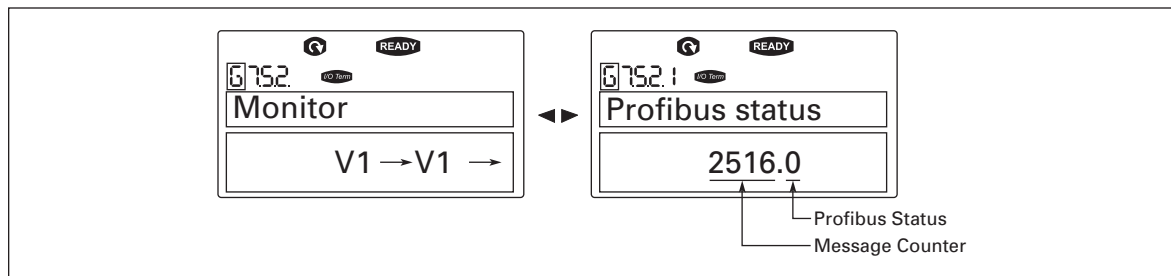 READY
G7.5.2.
I/O Term
Monitor
V1→V1 →
READY
G7.5.2.1
I/O Term
Profibus status
2516.0
Profibus Status
Message Counter